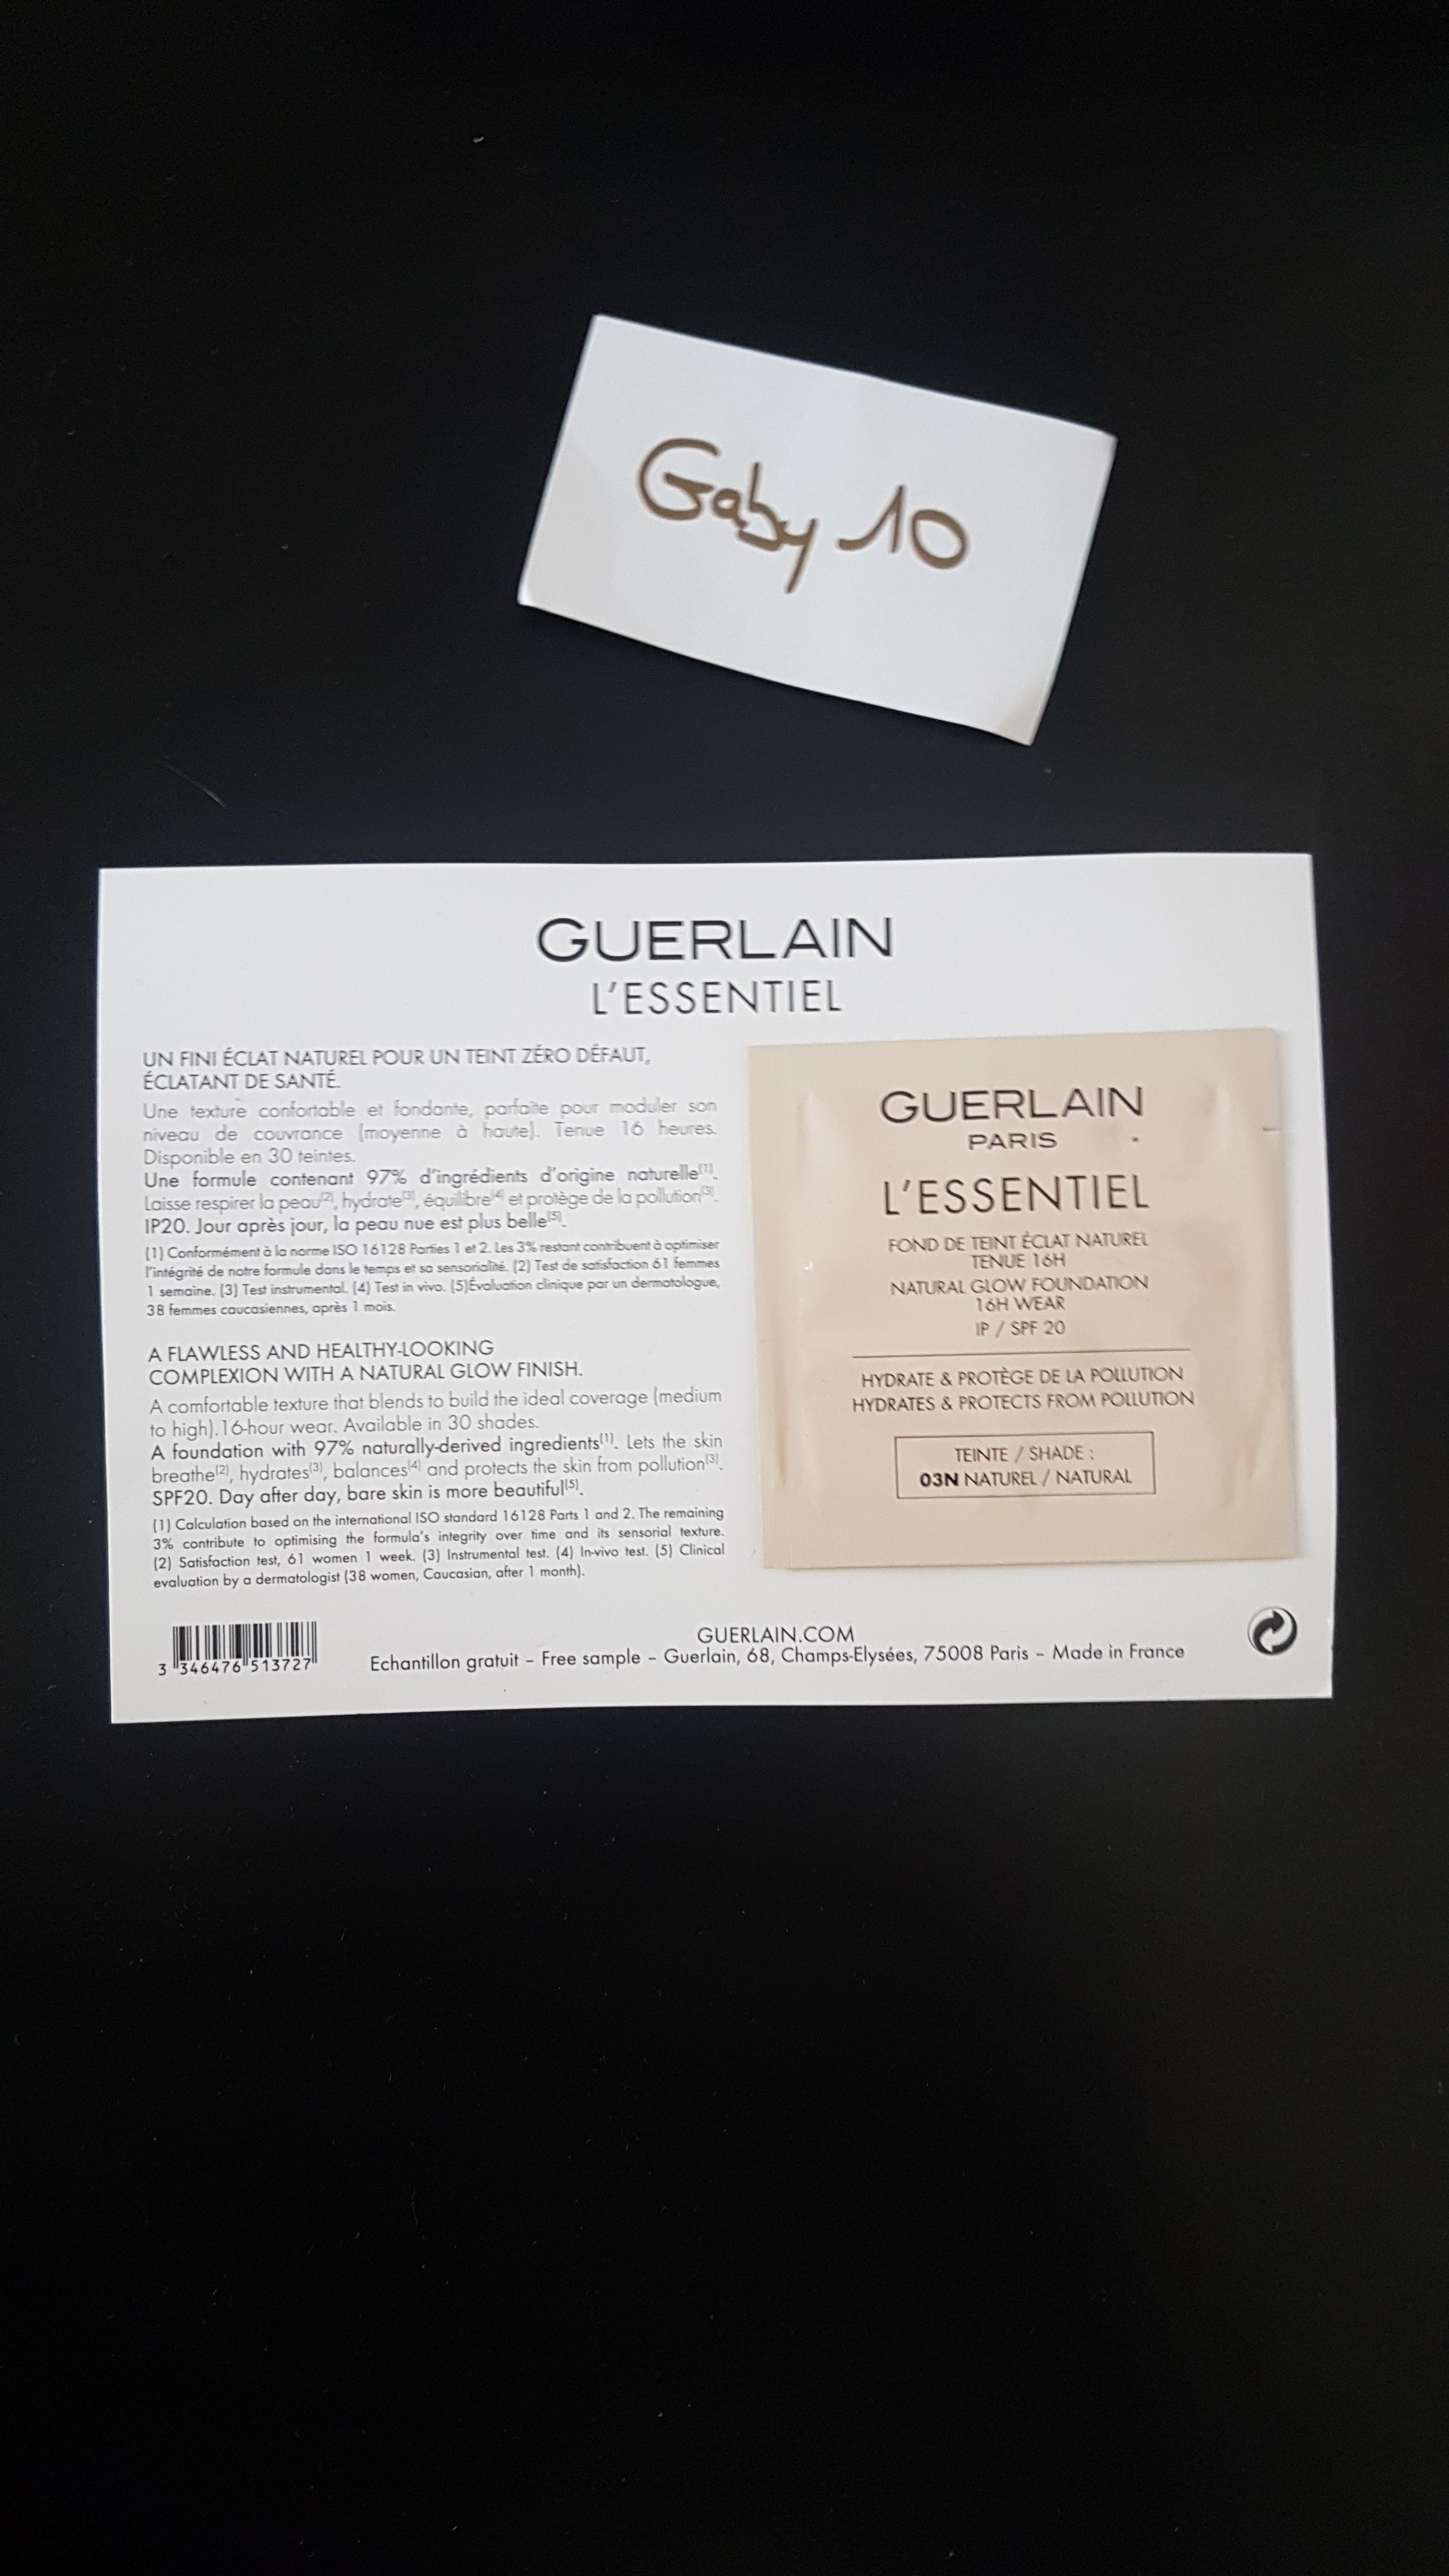 Gaby 10
GUERLAIN
L'ESSENTIEL
UN FINI ÉCLAT NATUREL POUR UN TEINT ZÉRO DÉFAUT,
ÉCLATANT DE SANTÉ.
Une texture confortable et fondante, parfaite pour moduler son
niveau de couvrance (moyenne à haute). Tenue 16 heures.
Disponible en 30 teintes.
Une formule contenant 97% d'ingrédients d'origine naturelle(1).
Laisse respirer la peau(2), hydrate(3), équilibre(4) et protège de la pollution(3).
IP20. Jour après jour, la peau nue est plus belle(5).
(1) Conformément à la norme ISO 16128 Parties 1 et 2. Les 3% restant contribuent à optimiser
l'intégrité de notre formule dans le temps et sa sensorialité. (2) Test de satisfaction 61 femmes
1 semaine. (3) Test instrumental. (4) Test in vivo. (5)Évaluation clinique par un dermatologue,
38 femmes caucasiennes, après 1 mois.
A FLAWLESS AND HEALTHY-LOOKING
COMPLEXION WITH A NATURAL GLOW FINISH.
A comfortable texture that blends to build the ideal coverage (medium
to high).16-hour wear. Available in 30 shades.
A foundation with 97% naturally-derived ingredients(1). Lets the skin
breathe(2), hydrates(3), balances(4) and protects the skin from pollution(3).
SPF20. Day after day, bare skin is more beautiful(5).
(1) Calculation based on the international ISO standard 16128 Parts 1 and 2. The remaining
3% contribute to optimising the formula's integrity over time and its sensorial texture.
(2) Satisfaction test, 61 women 1 week. (3) Instrumental test. (4) In-vivo test. (5) Clinical
evaluation by a dermatologist (38 women, Caucasian, after 1 month).
GUERLAIN
PARIS
L'ESSENTIEL
FOND DE TEINT ÉCLAT NATUREL
TENUE 16H
NATURAL GLOW FOUNDATION
16H WEAR
IP / SPF 20
HYDRATE & PROTÈGE DE LA POLLUTION
HYDRATES & PROTECTS FROM POLLUTION
TEINTE / SHADE :
03N NATUREL / NATURAL
3 346476 513727
GUERLAIN.COM
Echantillon gratuit – Free sample – Guerlain, 68, Champs-Elysées, 75008 Paris – Made in France